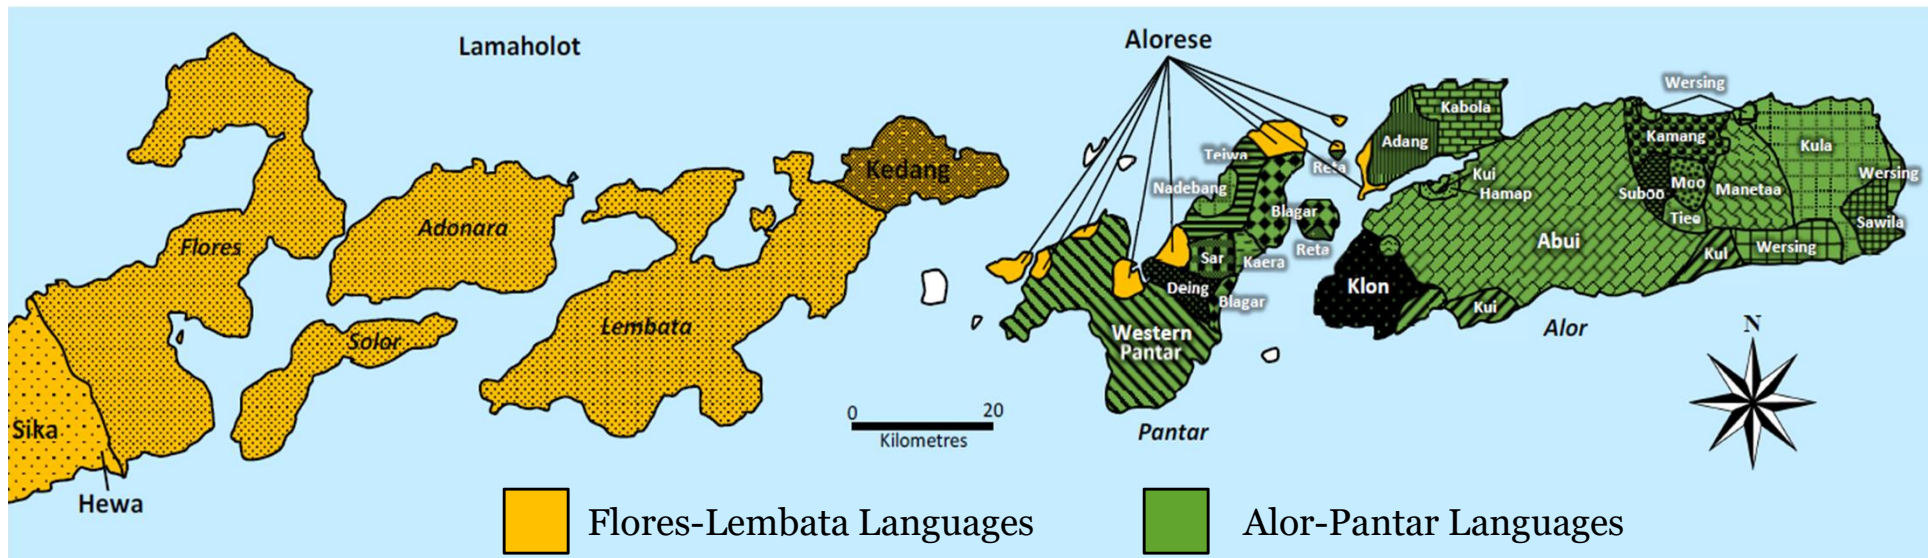 Lamaholot
Alorese
Wersing
Kabola
Adang
Kamang
Kula
Teiwa
Reta
Kedang
Nadebang
Kui
Hamap
Suboo
Moo
Manetaa
Wersing
Tieo
Sawila
Blagar
Adonara
Flores
Reta
Abui
Wersing
Kul
Sar
Kaera
Klon
Deing
Blagar
Kui
Lembata
Solor
Western
Pantar
Alor
N
0
20
Kilometres
Pantar
Sika
Hewa
Flores-Lembata Languages
Alor-Pantar Languages